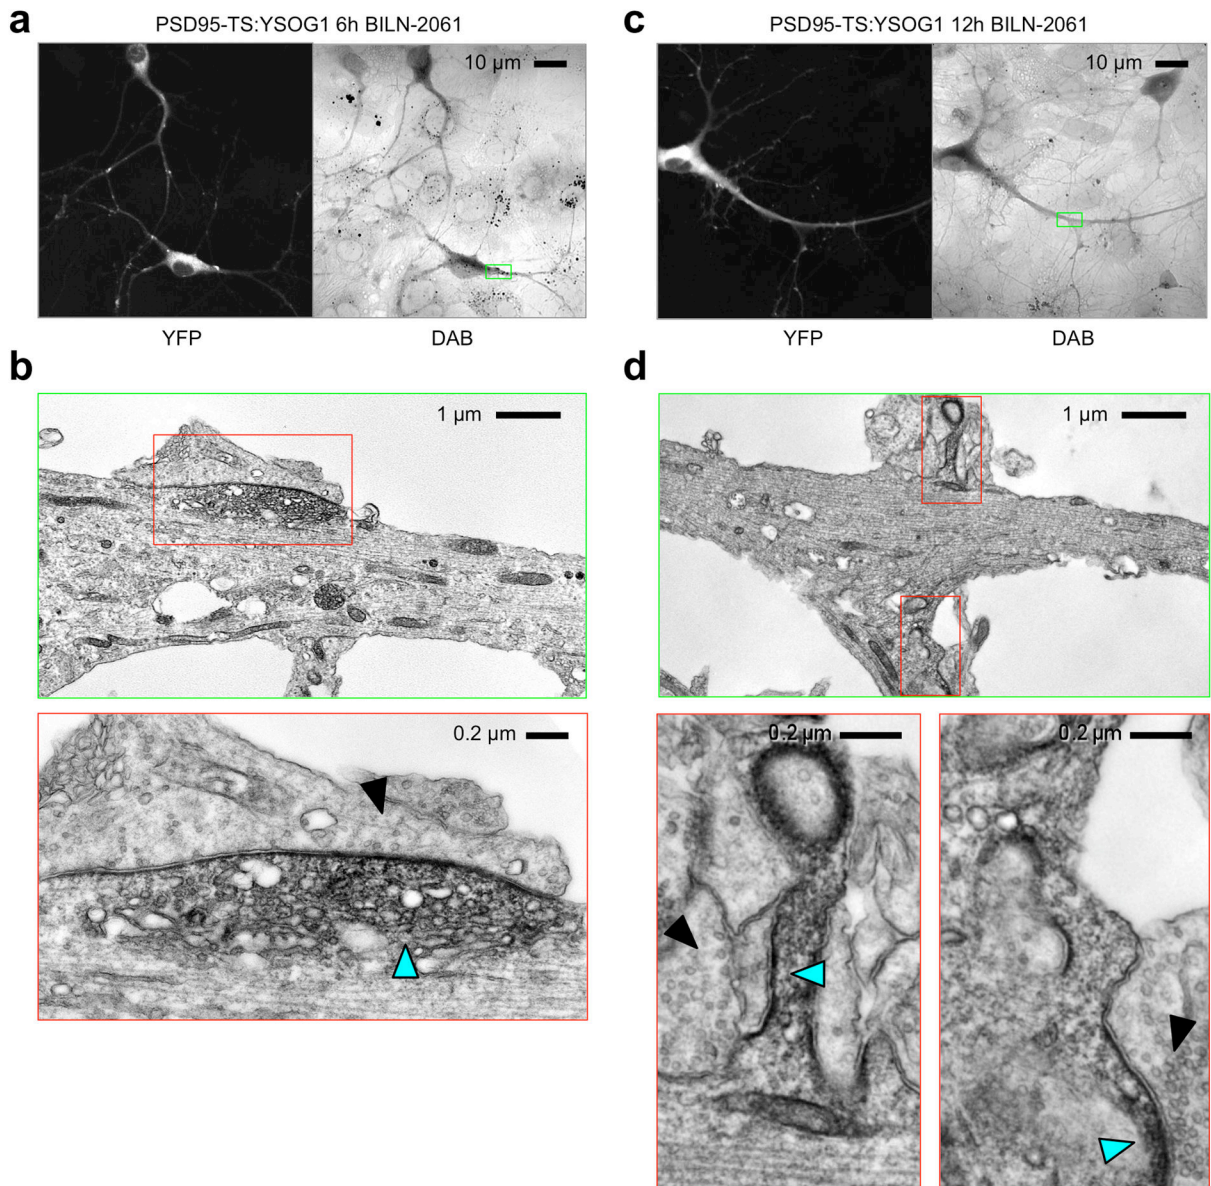 a
PSD95-TS:YSOG1 6h BILN-2061
10 µm
YFP
DAB
b
1 µm
0.2 µm
c
PSD95-TS:YSOG1 12h BILN-2061
10 µm
YFP
DAB
d
1 µm
0.2 µm
0.2 µm